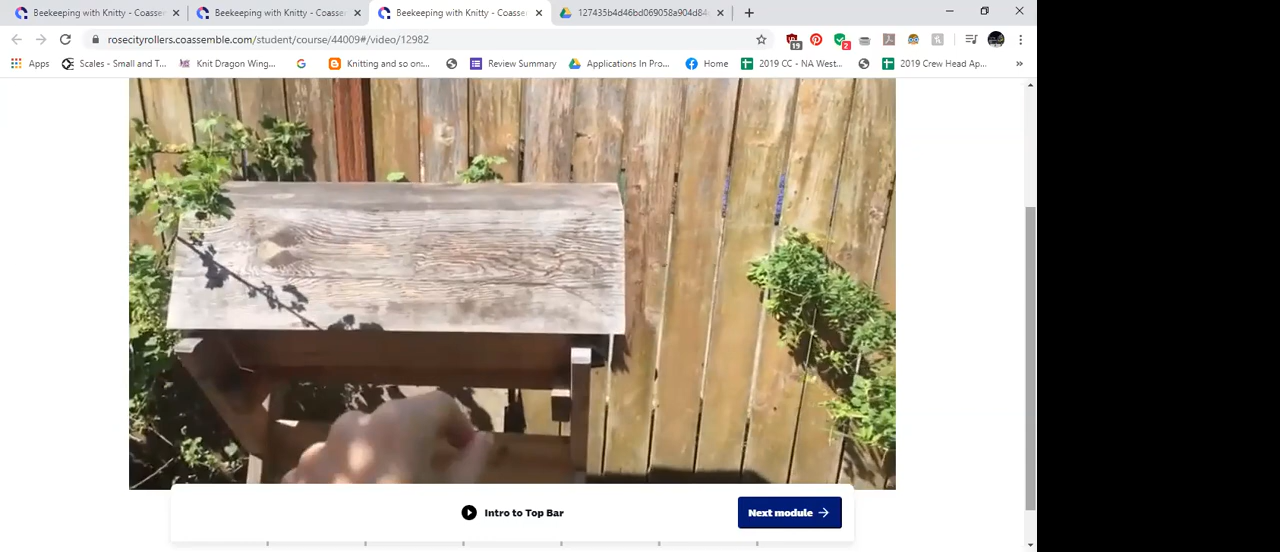 Beekeeping with Knitty - Coasse
Beekeeping with Knitty - Coasse
Beekeeping with Knitty - Coasse
127435b4d46bd069058a904d84
rosecityrollers.coassemble.com/student/course/44009#/video/12982
19
2
Apps
Scales - Small and T...
Knit Dragon Wing...
Knitting and so on:...
Review Summary
Applications In Pro...
Home
2019 CC - NA West...
2019 Crew Head Ap...
Intro to Top Bar
Next module